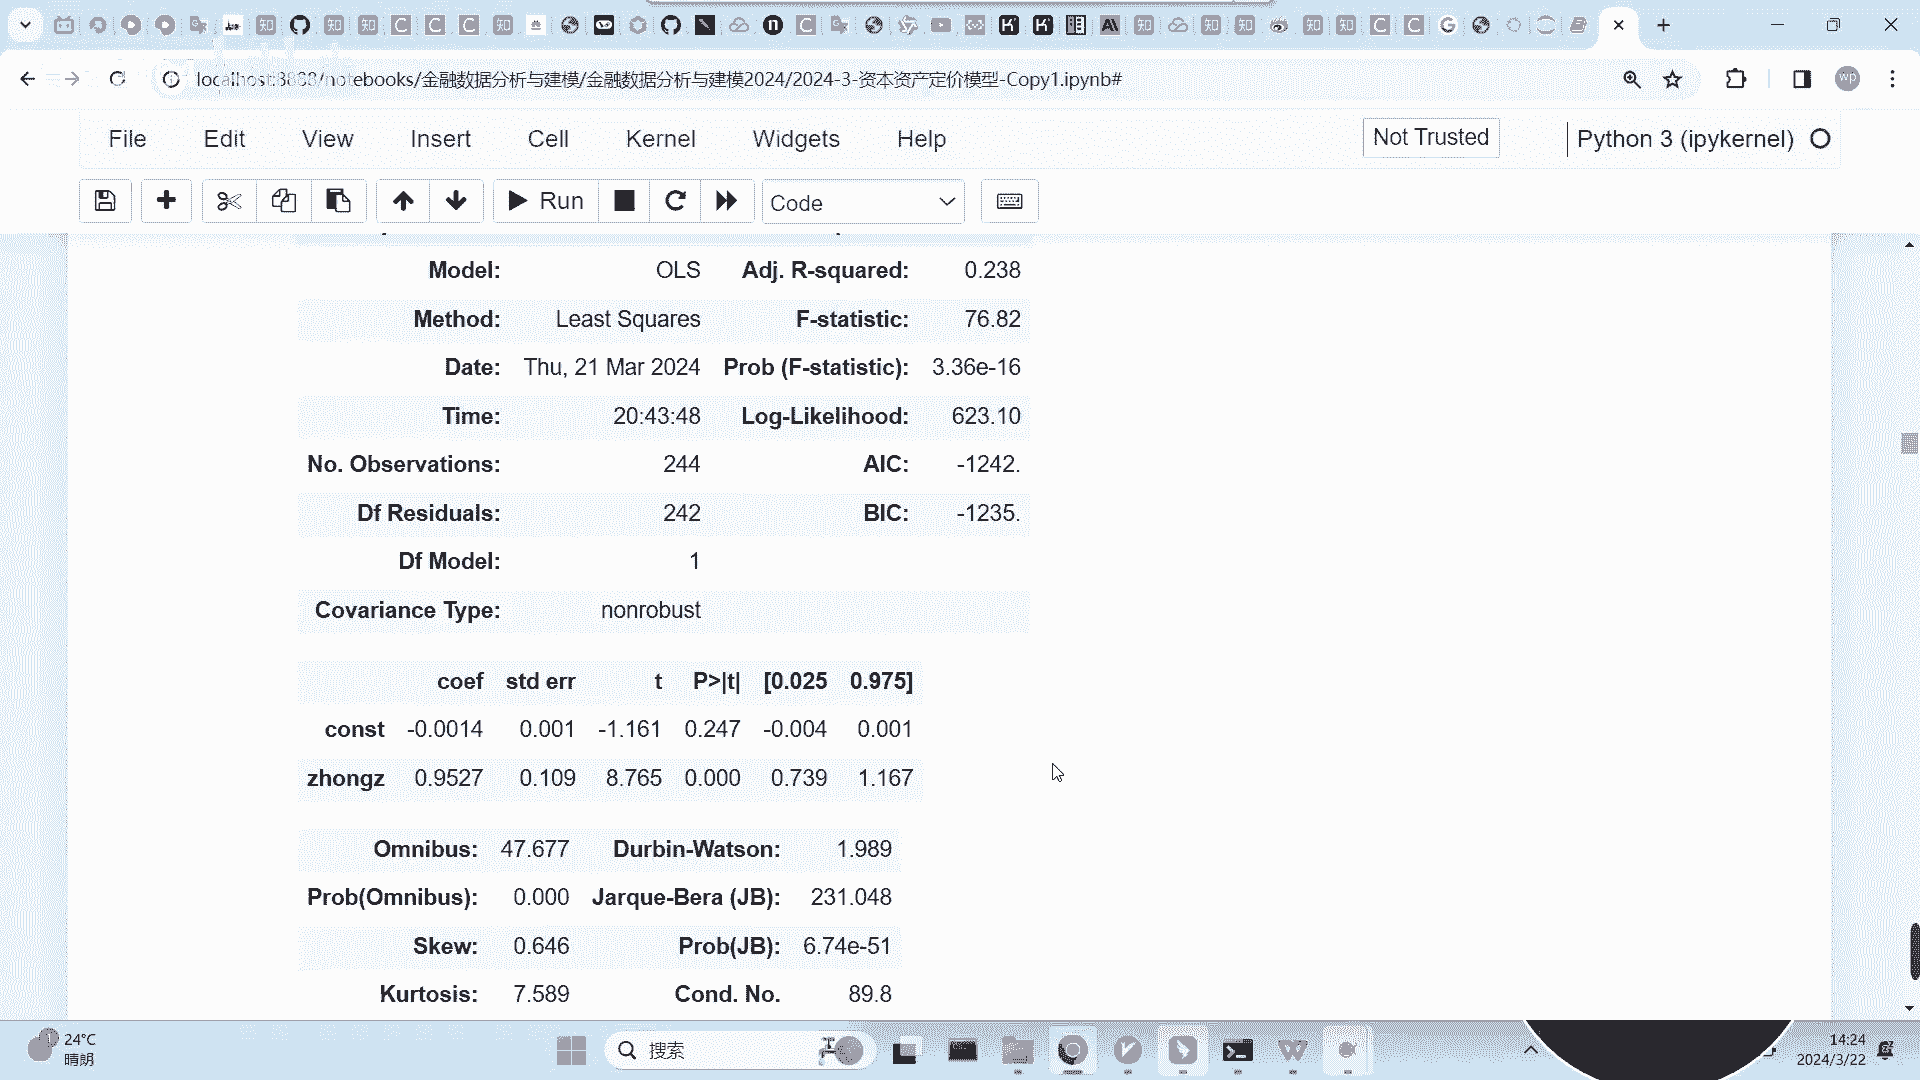 localhost:8888/notebooks/金融数据分析与建模/金融数据分析与建模2024/2024-3-资本资产定价模型-Copy1.ipynb#
wp
File Edit View Insert Cell Kernel Widgets Help Not Trusted Python 3 (ipykernel)
Run Code
Model: OLS Adj. R-squared: 0.238
Method: Least Squares F-statistic: 76.82
Date: Thu, 21 Mar 2024 Prob (F-statistic): 3.36e-16
Time: 20:43:48 Log-Likelihood: 623.10
No. Observations: 244 AIC: -1242.
Df Residuals: 242 BIC: -1235.
Df Model: 1
Covariance Type: nonrobust
coef std err t P>|t| [0.025 0.975]
const -0.0014 0.001 -1.161 0.247 -0.004 0.001
zhongz 0.9527 0.109 8.765 0.000 0.739 1.167
Omnibus: 47.677 Durbin-Watson: 1.989
Prob(Omnibus): 0.000 Jarque-Bera (JB): 231.048
Skew: 0.646 Prob(JB): 6.74e-51
Kurtosis: 7.589 Cond. No. 89.8
24°C
晴朗
搜索
14:24
2024/3/22